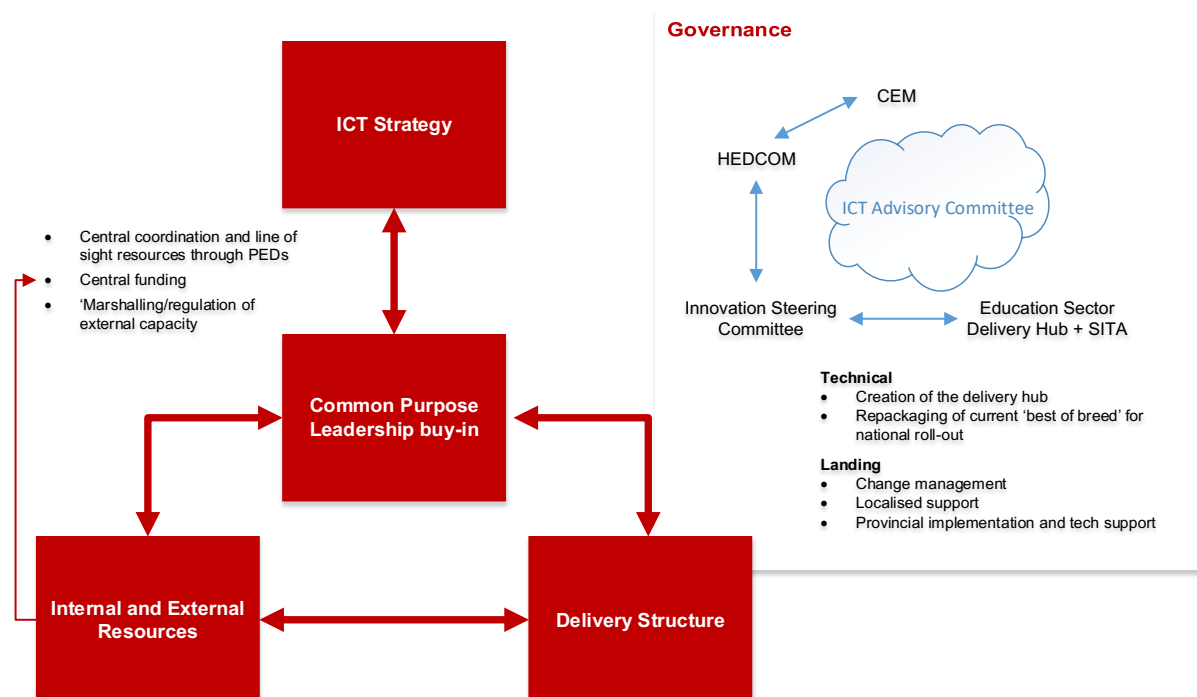 Governance
CEM
HEDCOM
ICT Advisory Committee
Innovation Steering
Committee
Education Sector
Delivery Hub + SITA
Technical
• Creation of the delivery hub
• Repackaging of current ‘best of breed’ for
national roll-out
Landing
• Change management
• Localised support
• Provincial implementation and tech support
ICT Strategy
• Central coordination and line of
sight resources through PEDs
• Central funding
• ‘Marshalling/regulation of
external capacity
Common Purpose
Leadership buy-in
Internal and External
Resources
Delivery Structure